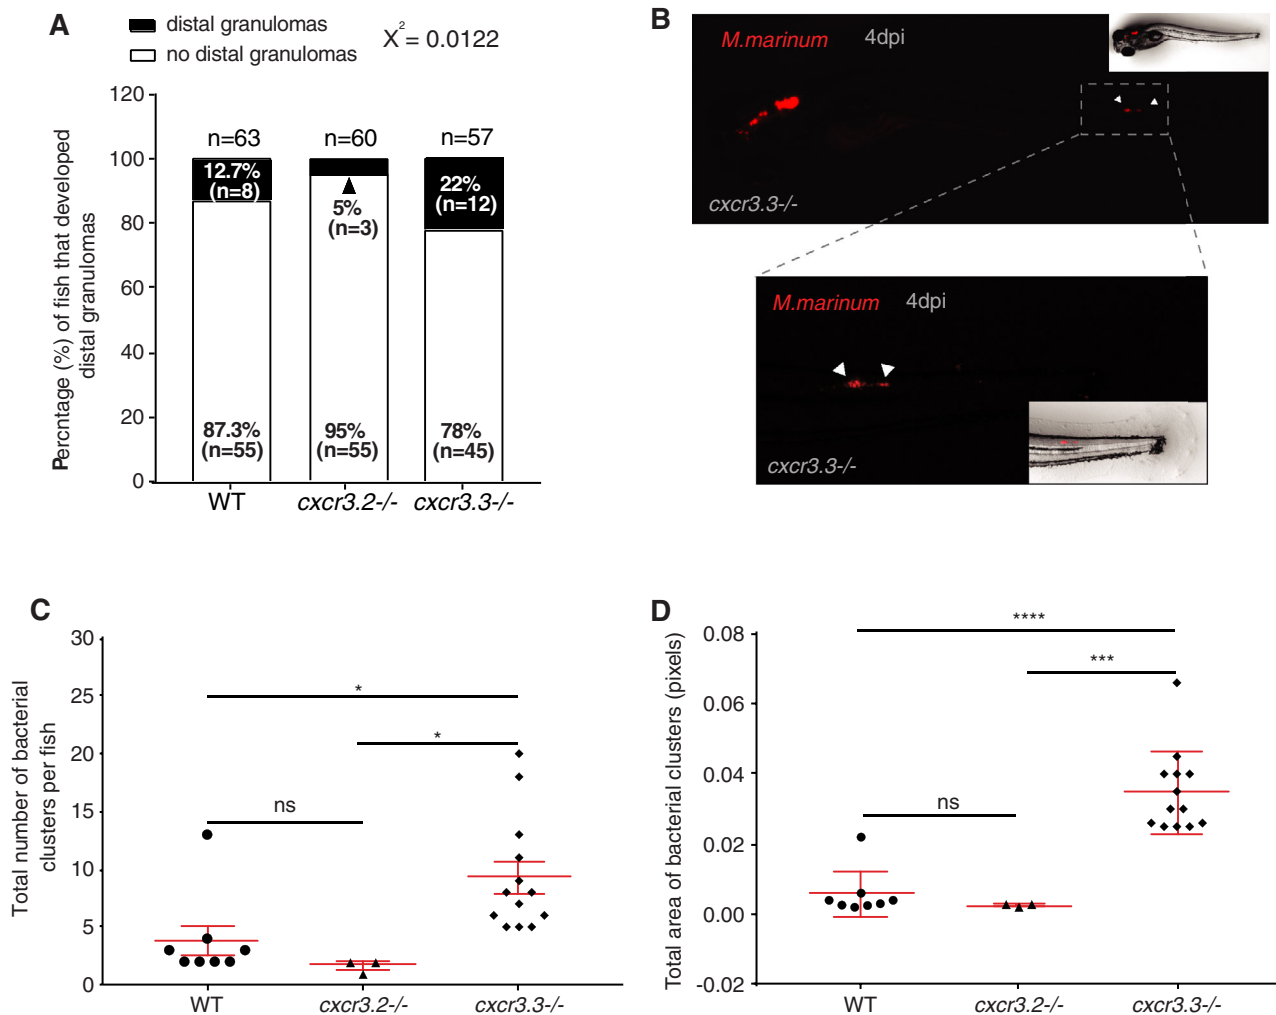 A
distal granulomas
no distal granulomas
X² = 0.0122
Percntage (%) of fish that developed
distal granulomas
120
100
80
60
40
20
0
n=63
n=60
n=57
12.7%
(n=8)
5%
(n=3)
22%
(n=12)
87.3%
(n=55)
95%
(n=55)
78%
(n=45)
WT
cxcr3.2-/-
cxcr3.3-/-
B
M.marinum 4dpi
cxcr3.3-/-
M.marinum 4dpi
cxcr3.3-/-
C
Total number of bacterial
clusters per fish
30
25
20
15
10
5
0
*
*
ns
WT
cxcr3.2-/-
cxcr3.3-/-
D
Total area of bacterial clusters (pixels)
0.08
0.06
0.04
0.02
0.00
-0.02
****
***
ns
WT
cxcr3.2-/-
cxcr3.3-/-